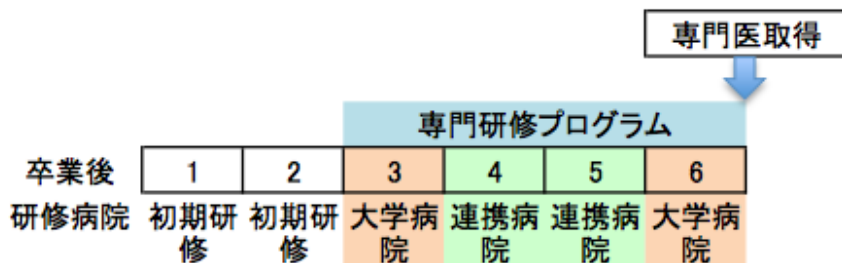 専門医取得
専門研修プログラム
卒業後 1 2 3 4 5 6
研修病院 初期研修 初期研修 大学病院 連携病院 連携病院 大学病院